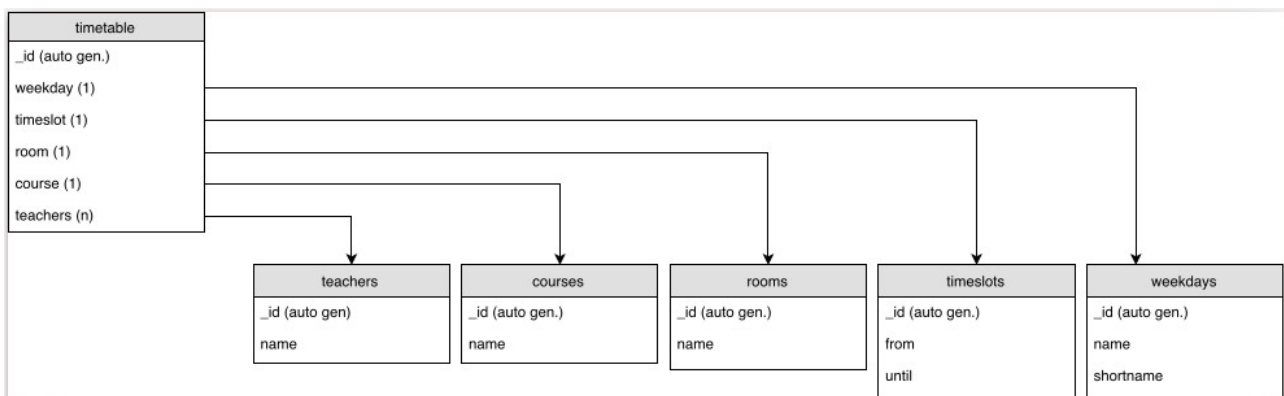 timetable
_id (auto gen.)
weekday (1)
timeslot (1)
room (1)
course (1)
teachers (n)
teachers
_id (auto gen)
name
courses
_id (auto gen.)
name
rooms
_id (auto gen.)
name
timeslots
_id (auto gen.)
from
until
weekdays
_id (auto gen.)
name
shortname